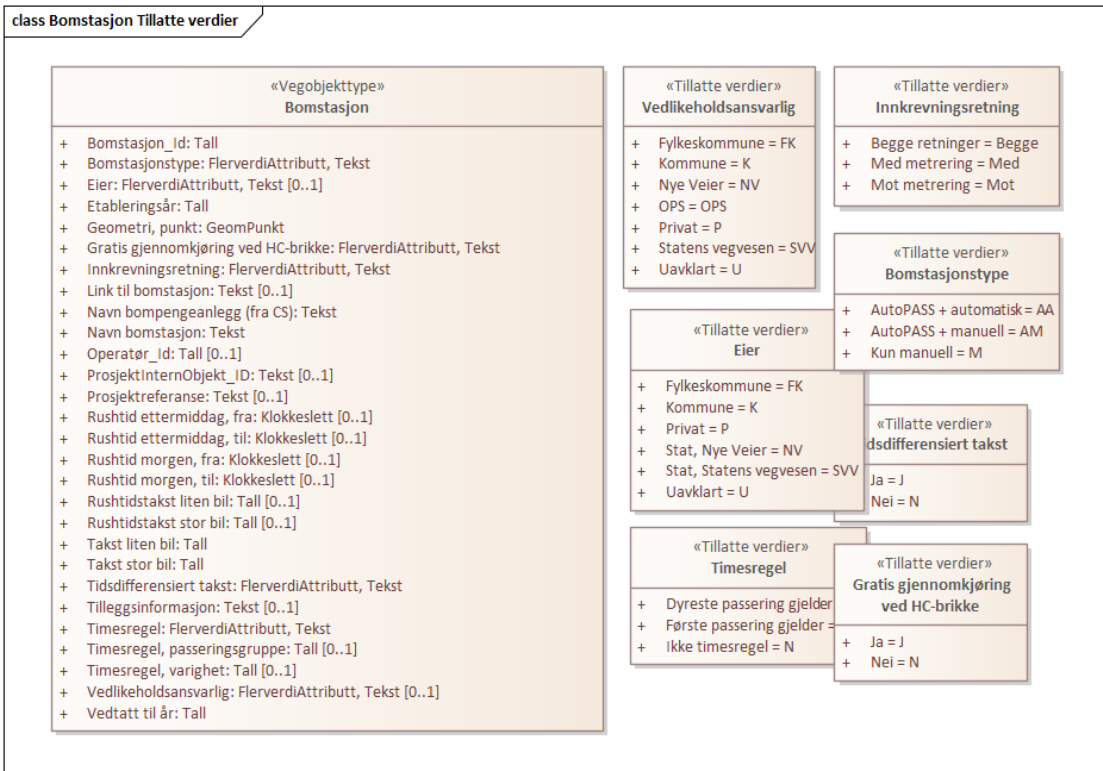 class Bomstasjon Tillatte verdier
«Vegobjekttype»
Bomstasjon
+ Bomstasjon_Id: Tall
+ Bomstasjonstype: FlerverdiAttributt, Tekst
+ Eier: FlerverdiAttributt, Tekst [0..1]
+ Etableringsår: Tall
+ Geometri, punkt: GeomPunkt
+ Gratis gjennomkjøring ved HC-brikke: FlerverdiAttributt, Tekst
+ Innkrevningsretning: FlerverdiAttributt, Tekst
+ Link til bomstasjon: Tekst [0..1]
+ Navn bompengeanlegg (fra CS): Tekst
+ Navn bomstasjon: Tekst
+ Operatør_Id: Tall [0..1]
+ ProsjektInternObjekt_ID: Tekst [0..1]
+ Prosjektreferanse: Tekst [0..1]
+ Rushtid ettermiddag, fra: Klokkeslett [0..1]
+ Rushtid ettermiddag, til: Klokkeslett [0..1]
+ Rushtid morgen, fra: Klokkeslett [0..1]
+ Rushtid morgen, til: Klokkeslett [0..1]
+ Rushtidstakst liten bil: Tall [0..1]
+ Rushtidstakst stor bil: Tall [0..1]
+ Takst liten bil: Tall
+ Takst stor bil: Tall
+ Tidsdifferensiert takst: FlerverdiAttributt, Tekst
+ Tilleggsinformasjon: Tekst [0..1]
+ Timesregel: FlerverdiAttributt, Tekst
+ Timesregel, passeringsgruppe: Tall [0..1]
+ Timesregel, varighet: Tall [0..1]
+ Vedlikeholdsansvarlig: FlerverdiAttributt, Tekst [0..1]
+ Vedtatt til år: Tall
«Tillatte verdier»
Vedlikeholdsansvarlig
+ Fylkeskommune = FK
+ Kommune = K
+ Nye Veier = NV
+ OPS = OPS
+ Privat = P
+ Statens vegvesen = SVV
+ Uavklart = U
«Tillatte verdier»
Innkrevningsretning
+ Begge retninger = Begge
+ Med metrering = Med
+ Mot metrering = Mot
«Tillatte verdier»
Bomstasjonstype
+ AutoPASS + automatisk = AA
+ AutoPASS + manuell = AM
+ Kun manuell = M
«Tillatte verdier»
Eier
+ Fylkeskommune = FK
+ Kommune = K
+ Privat = P
+ Stat, Nye Veier = NV
+ Stat, Statens vegvesen = SVV
+ Uavklart = U
«Tillatte verdier»
dsdifferensiert takst
Ja = J
Nei = N
«Tillatte verdier»
Timesregel
+ Dyreste passering gjelder
+ Første passering gjelder =
+ Ikke timesregel = N
«Tillatte verdier»
Gratis gjennomkjøring
ved HC-brikke
+ Ja = J
+ Nei = N